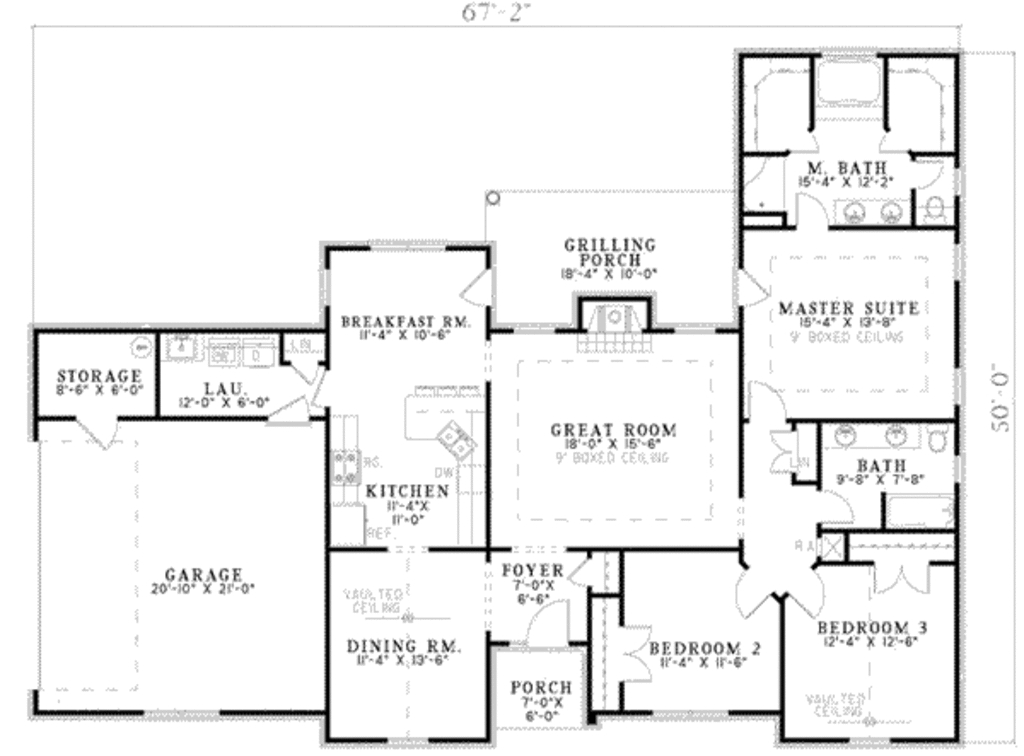 67'-2"
M. BATH
15'-4" X 12'-2"
GRILLING
PORCH
18'-4" X 10'-0"
MASTER SUITE
15'-4" X 13'-8"
9' BOXED CEILING
BREAKFAST RM.
11'-4" X 10'-6"
LIN
DW
D
STORAGE
8'-6" X 6'-0"
LAU.
12'-0" X 6'-0"
50'-0"
GREAT ROOM
18'-0" X 15'-6"
9' BOXED CEILING
LIN
BATH
9'-8" X 7'-8"
RG.
DW
KITCHEN
11'-4"X
11'-0"
REF.
R A
GARAGE
20'-10" X 21'-0"
FOYER
7'-0"X
6'-6"
VAULTED
CEILING
DINING RM.
11'-4" X 13'-6"
BEDROOM 2
11'-4" X 11'-6"
BEDROOM 3
12'-4" X 12'-6"
PORCH
7'-0"X
6'-0"
VAULTED
CEILING